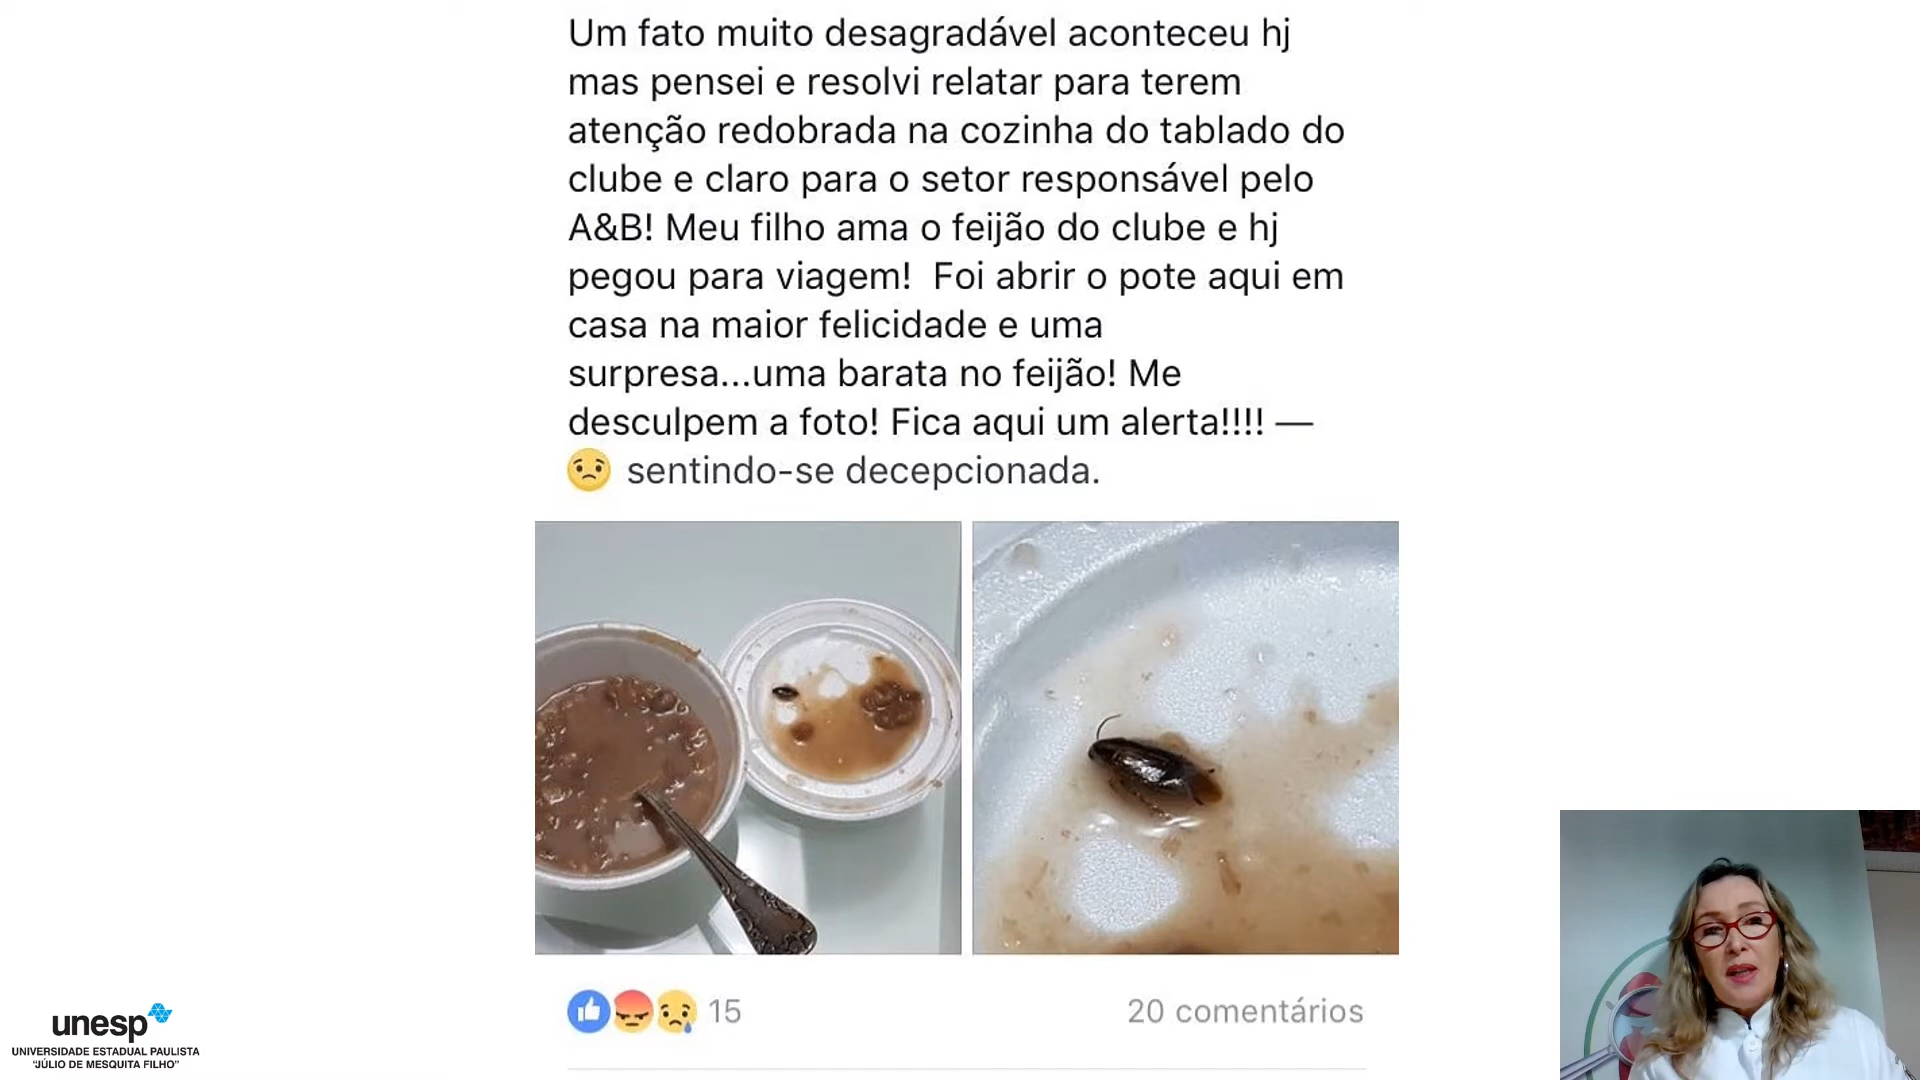 Um fato muito desagradável aconteceu hj
mas pensei e resolvi relatar para terem
atenção redobrada na cozinha do tablado do
clube e claro para o setor responsável pelo
A&B! Meu filho ama o feijão do clube e hj
pegou para viagem!  Foi abrir o pote aqui em
casa na maior felicidade e uma
surpresa...uma barata no feijão! Me
desculpem a foto! Fica aqui um alerta!!!! —
😟 sentindo-se decepcionada.
15
20 comentários
unesp
UNIVERSIDADE ESTADUAL PAULISTA
“JÚLIO DE MESQUITA FILHO”